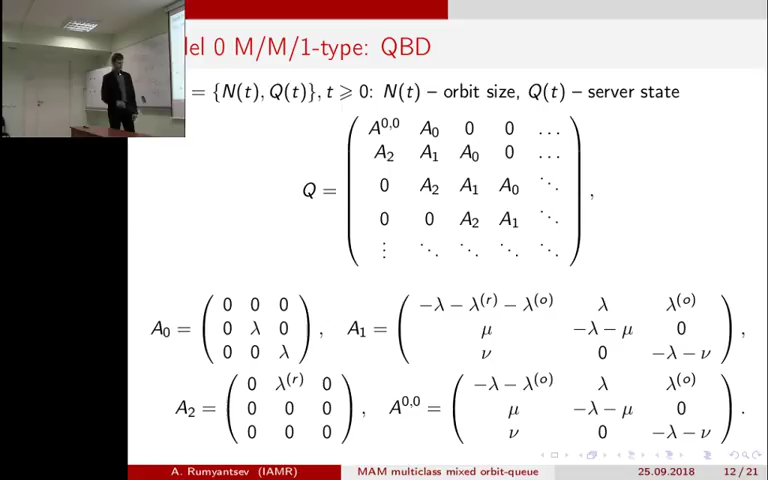 del 0 M/M/1-type: QBD
= {N(t), Q(t)}, t ⩾ 0: N(t) – orbit size, Q(t) – server state
A^{0,0} A_0 0 0 ...
A_2 A_1 A_0 0 ...
Q = 0 A_2 A_1 A_0 ⋱ ,
0 0 A_2 A_1 ⋱
⋮ ⋱ ⋱ ⋱ ⋱
0 0 0 −λ − λ^{(r)} − λ^{(o)} λ λ^{(o)}
A_0 = 0 λ 0 , A_1 = μ −λ − μ 0 ,
0 0 λ ν 0 −λ − ν
0 λ^{(r)} 0 −λ − λ^{(o)} λ λ^{(o)}
A_2 = 0 0 0 , A^{0,0} = μ −λ − μ 0 .
0 0 0 ν 0 −λ − ν
A. Rumyantsev (IAMR) MAM multiclass mixed orbit-queue 25.09.2018 12 / 21